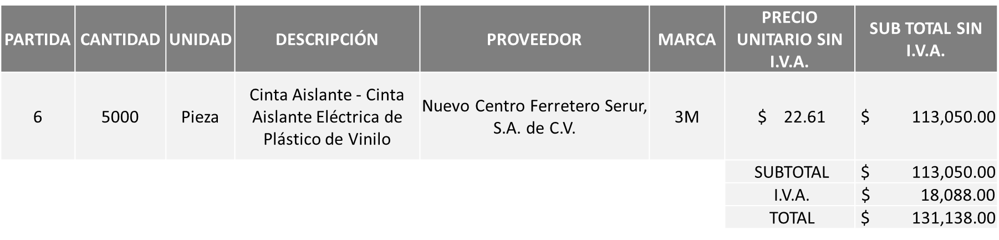 PARTIDA CANTIDAD UNIDAD DESCRIPCIÓN PROVEEDOR MARCA PRECIO UNITARIO SIN I.V.A. SUB TOTAL SIN I.V.A.
6 5000 Pieza Cinta Aislante - Cinta Aislante Eléctrica de Plástico de Vinilo Nuevo Centro Ferretero Serur, S.A. de C.V. 3M $ 22.61 $ 113,050.00
SUBTOTAL $ 113,050.00
I.V.A. $ 18,088.00
TOTAL $ 131,138.00